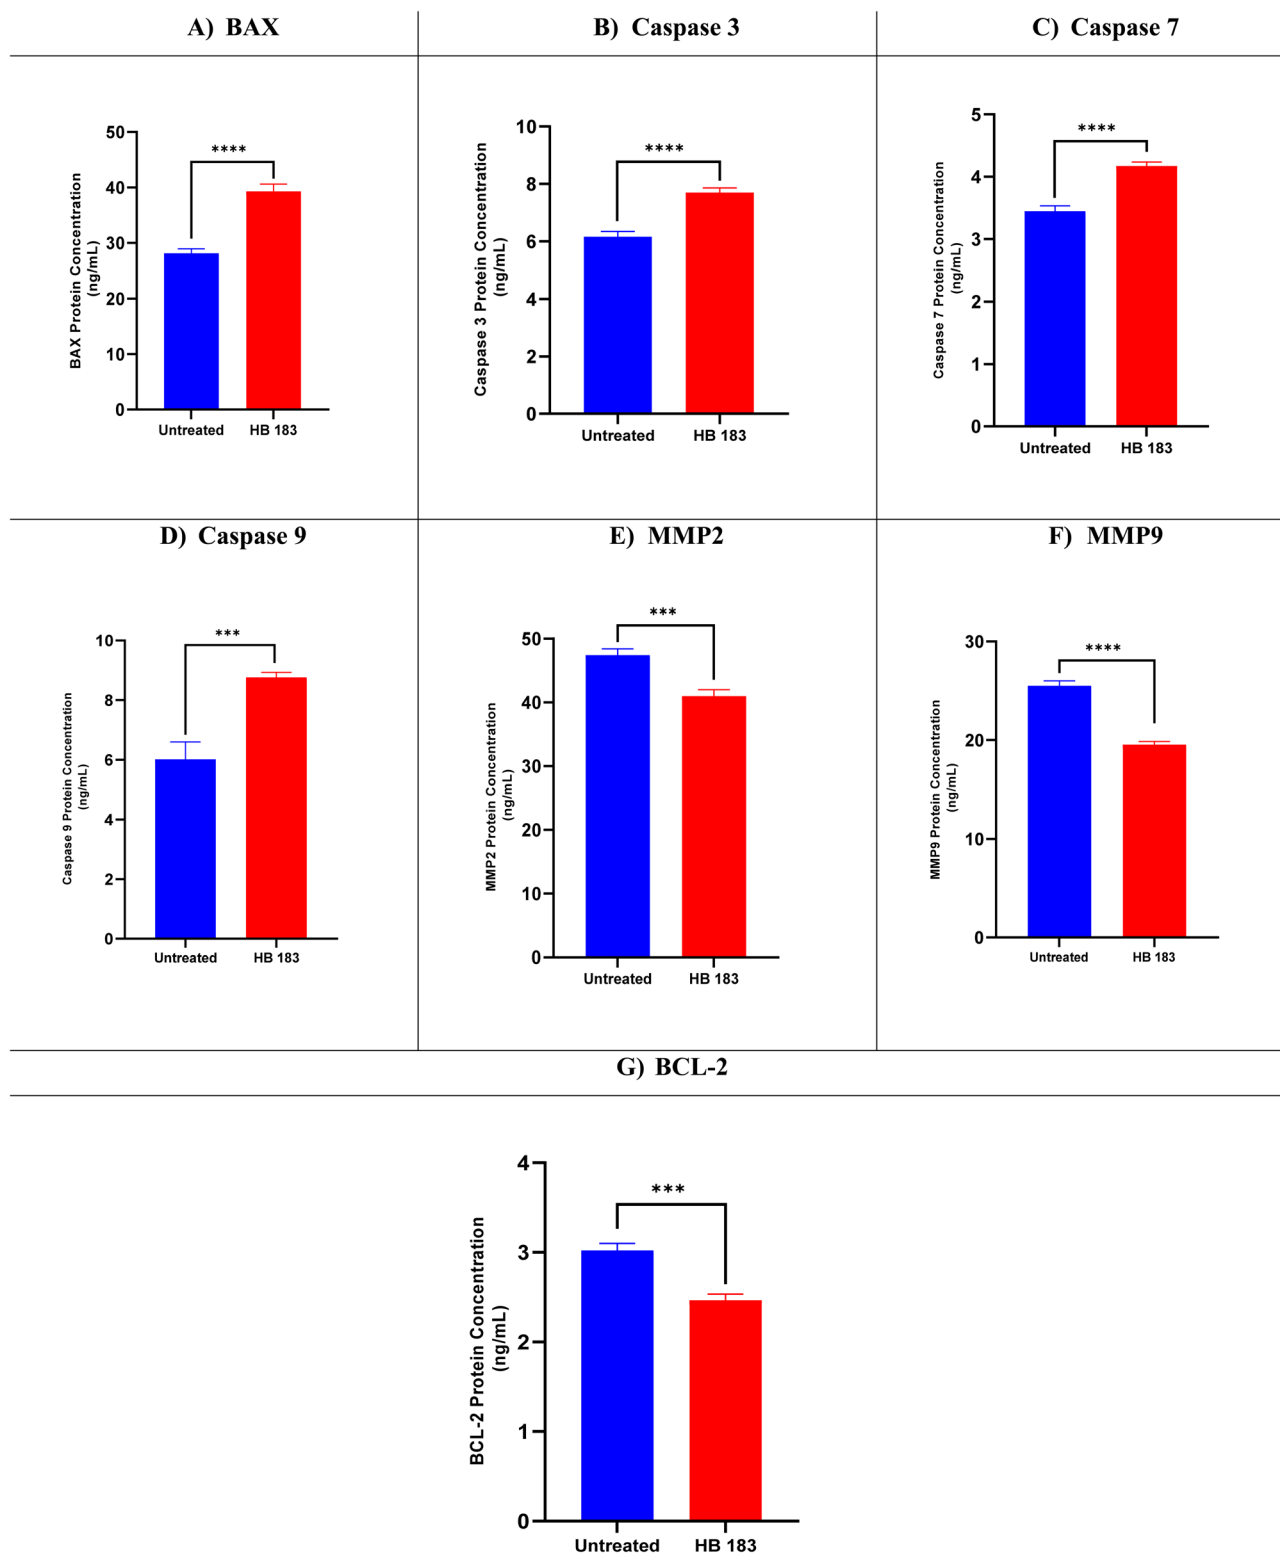 A) BAX
B) Caspase 3
C) Caspase 7
BAX Protein Concentration
(ng/mL)
50
40
30
20
10
0
****
Untreated
HB 183
Caspase 3 Protein Concentration
(ng/mL)
10
8
6
4
2
0
****
Untreated
HB 183
Caspase 7 Protein Concentration
(ng/mL)
5
4
3
2
1
0
****
Untreated
HB 183
D) Caspase 9
E) MMP2
F) MMP9
Caspase 9 Protein Concentration
(ng/mL)
10
8
6
4
2
0
***
Untreated
HB 183
MMP2 Protein Concentration
(ng/mL)
50
40
30
20
10
0
***
Untreated
HB 183
MMP9 Protein Concentration
(ng/mL)
30
20
10
0
****
Untreated
HB 183
G) BCL-2
BCL-2 Protein Concentration
(ng/mL)
4
3
2
1
0
***
Untreated
HB 183